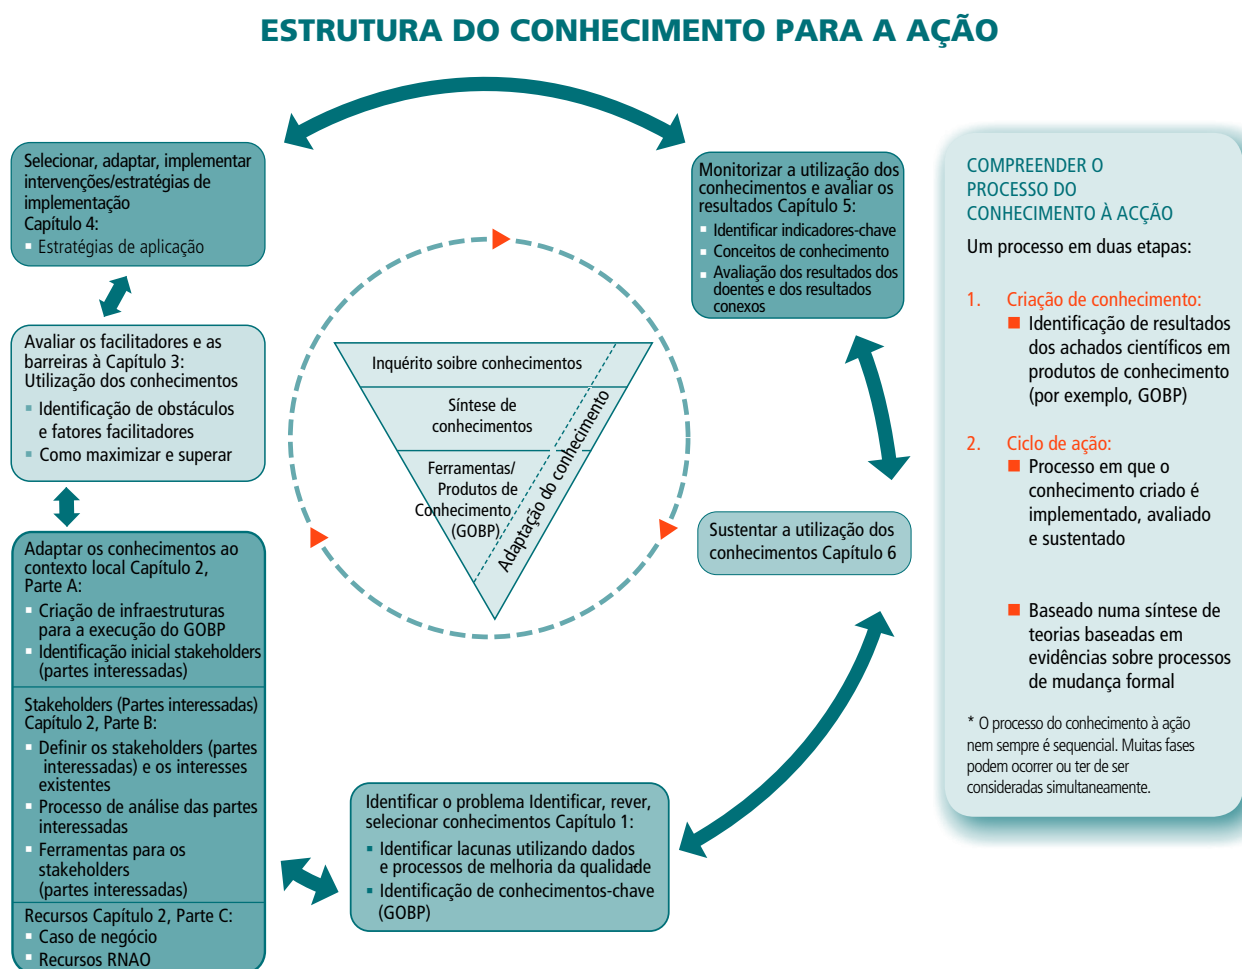 ESTRUTURA DO CONHECIMENTO PARA A AÇÃO
Selecionar, adaptar, implementar
intervenções/estratégias de
implementação
Capítulo 4:
Estratégias de aplicação
Avaliar os facilitadores e as
barreiras à Capítulo 3:
Utilização dos conhecimentos
Identificação de obstáculos
e fatores facilitadores
Como maximizar e superar
Adaptar os conhecimentos ao
contexto local Capítulo 2,
Parte A:
Criação de infraestruturas
para a execução do GOBP
Identificação inicial stakeholders
(partes interessadas)
Stakeholders (Partes interessadas)
Capítulo 2, Parte B:
Definir os stakeholders (partes
interessadas) e os interesses
existentes
Processo de análise das partes
interessadas
Ferramentas para os
stakeholders
(partes interessadas)
Recursos Capítulo 2, Parte C:
Caso de negócio
Recursos RNAO
Inquérito soibre conhecimentos
Síntese de
conhecimentos
Ferramentas/
Produtos de
Conhecimento
(GOBP)
Adaptação do conhecimento
Identificar o problema Identificar, rever,
selecionar conhecimentos Capítulo 1:
Identificar lacunas utilizando dados
e processos de melhoria da qualidade
Identificação de conhecimentos-chave
(GOBP)
Monitorizar a utilização dos
conhecimentos e avaliar os
resultados Capítulo 5:
Identificar indicadores-chave
Conceitos de conhecimento
Avaliação dos resultados dos
doentes e dos resultados
conexos
Sustentar a utilização dos
conhecimentos Capítulo 6
COMPREENDER O
PROCESSO DO
CONHECIMENTO À ACÇÃO
Um processo em duas etapas:
1. Criação de conhecimento:
Identificação de resultados
dos achados científicos em
produtos de conhecimento
(por exemplo, GOBP)
2. Ciclo de ação:
Processo em que o
conhecimento criado é
implementado, avaliado
e sustentado
Baseado numa síntese de
teorias baseadas em
evidências sobre processos
de mudança formal
* O processo do conhecimento à ação
nem sempre é sequencial. Muitas fases
podem ocorrer ou ter de ser
consideradas simultaneamente.